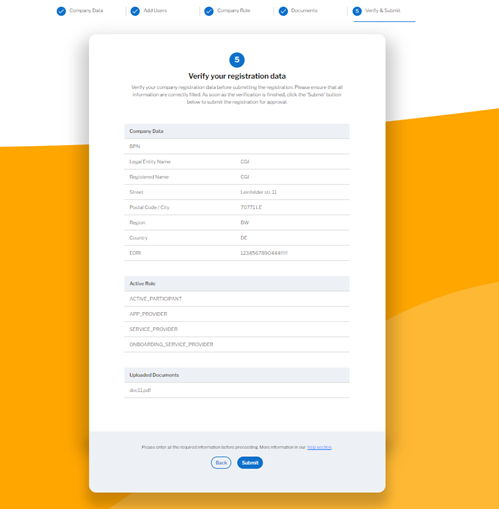 Company Data
Add Users
Company Role
Documents
5 Verify & Submit
5
Verify your registration data
Verify your company registration data before submitting the registration. Please ensure that all
information are correctly filled. As soon as the verification is finished, click the "Submit" button
below to submit the registration for approval.
Company Data
BPN
Legal Entity Name CGI
Registered Name CGI
Street Leinfelder str. 11
Postal Code / City 70771 LE
Region BW
Country DE
EORI
Active Role
ACTIVE_PARTICIPANT
APP_PROVIDER
SERVICE_PROVIDER
ONBOARDING_SERVICE_PROVIDER
Uploaded Documents
doc11.pdf
Please enter all the required information before proceeding. More information in our help section.
Back Submit